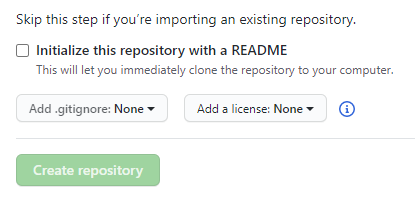 Skip this step if you’re importing an existing repository.
Initialize this repository with a README
This will let you immediately clone the repository to your computer.
Add .gitignore: None Add a license: None
Create repository